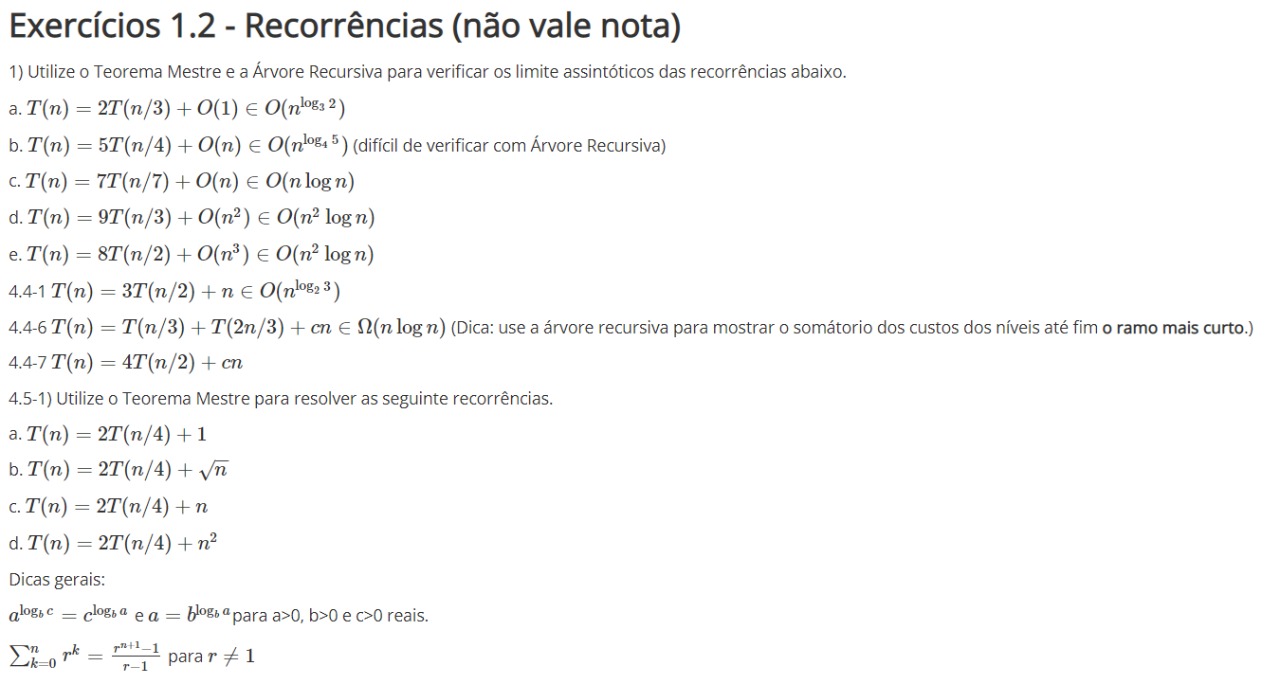 Exercícios 1.2 - Recorrências (não vale nota)
1) Utilize o Teorema Mestre e a Árvore Recursiva para verificar os limite assintóticos das recorrências abaixo.
a. $T(n) = 2T(n/3) + O(1) \in O(n^{\log_3 2})$
b. $T(n) = 5T(n/4) + O(n) \in O(n^{\log_4 5})$ (difícil de verificar com Árvore Recursiva)
c. $T(n) = 7T(n/7) + O(n) \in O(n \log n)$
d. $T(n) = 9T(n/3) + O(n^2) \in O(n^2 \log n)$
e. $T(n) = 8T(n/2) + O(n^3) \in O(n^2 \log n)$
4.4-1 $T(n) = 3T(n/2) + n \in O(n^{\log_2 3})$
4.4-6 $T(n) = T(n/3) + T(2n/3) + cn \in \Omega(n \log n)$ (Dica: use a árvore recursiva para mostrar o somátorio dos custos dos níveis até fim o ramo mais curto.)
4.4-7 $T(n) = 4T(n/2) + cn$
4.5-1) Utilize o Teorema Mestre para resolver as seguinte recorrências.
a. $T(n) = 2T(n/4) + 1$
b. $T(n) = 2T(n/4) + \sqrt{n}$
c. $T(n) = 2T(n/4) + n$
d. $T(n) = 2T(n/4) + n^2$
Dicas gerais:
$a^{\log_b c} = c^{\log_b a}$ e $a = b^{\log_b a}$ para a>0, b>0 e c>0 reais.
$\sum_{k=0}^{n} r^k = \frac{r^{n+1}-1}{r-1}$ para $r \neq 1$